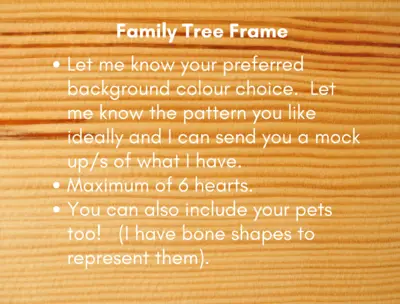 Family Tree Frame
• Let me know your preferred
background colour choice.  Let
me know the pattern you like
ideally and I can send you a mock
up/s of what I have.
• Maximum of 6 hearts.
• You can also include your pets
too!   (I have bone shapes to
represent them).